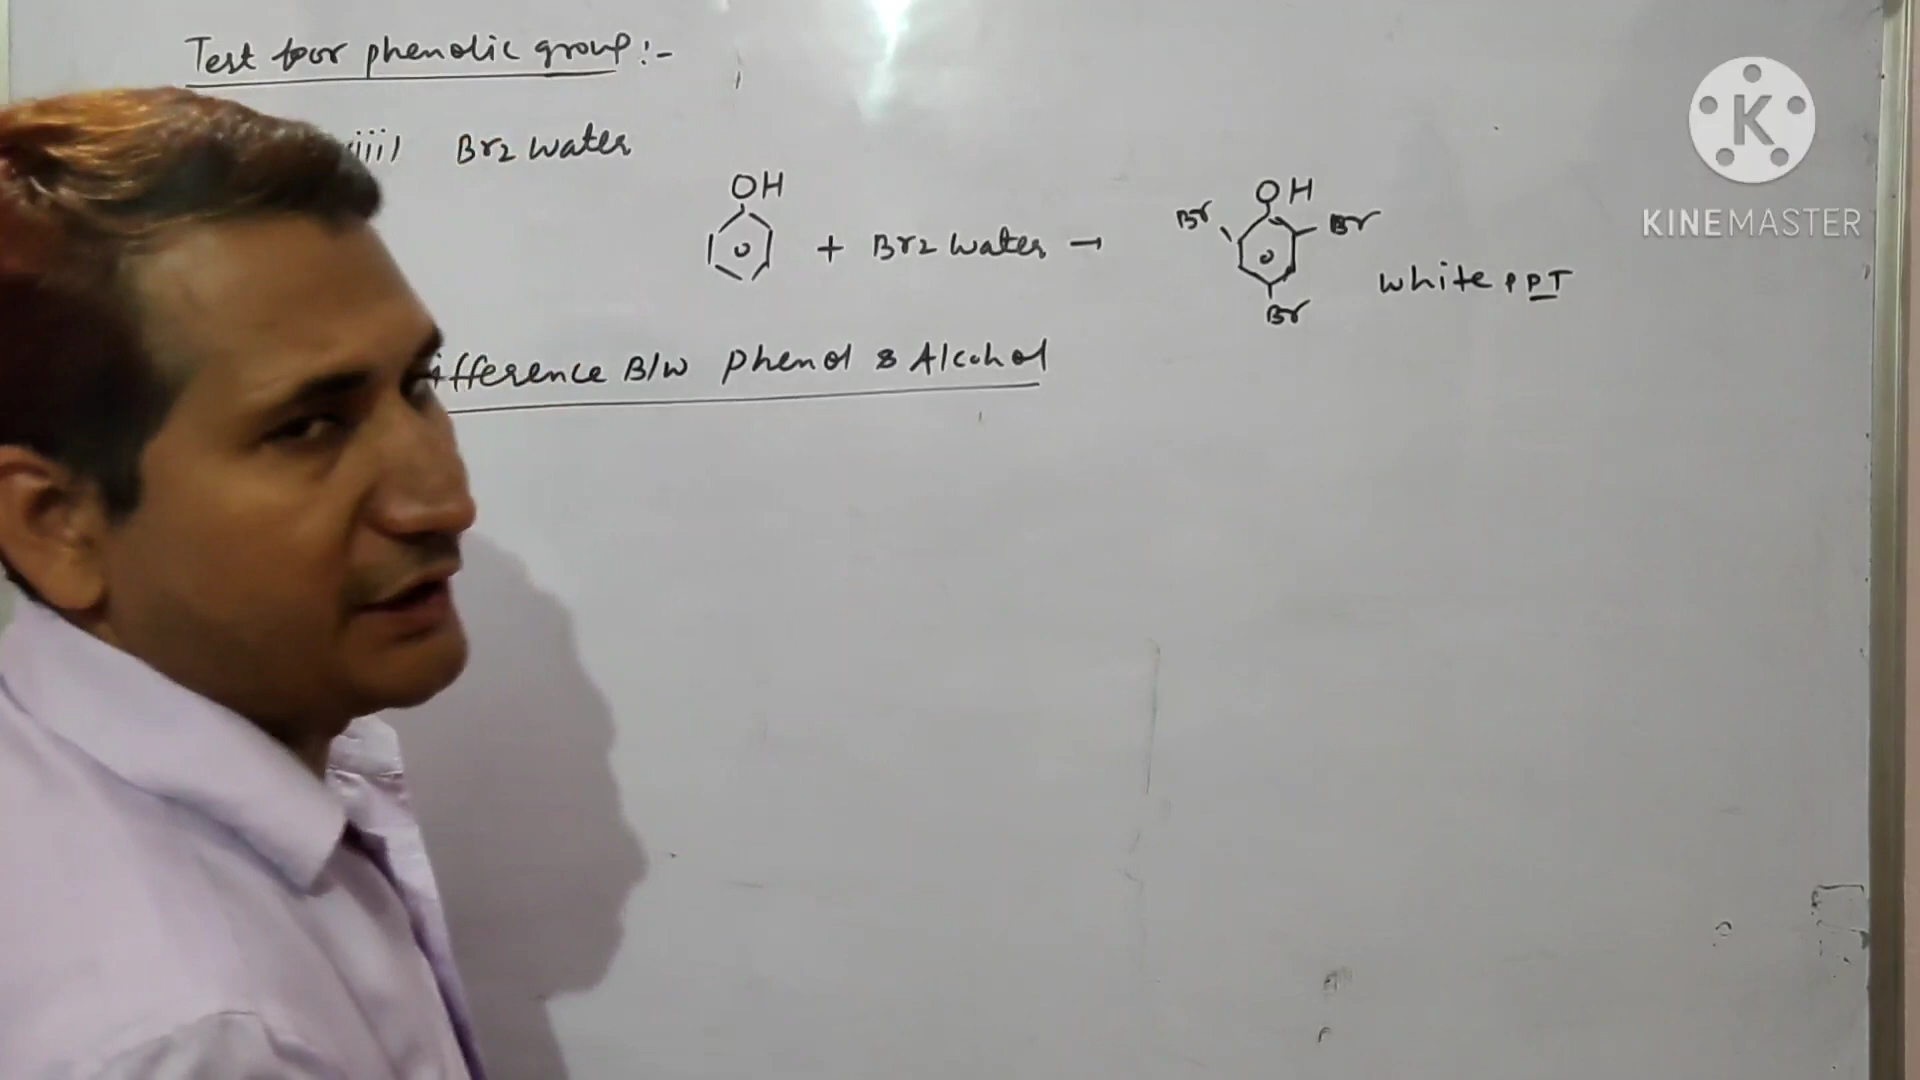 Test for phenolic group:-
iii) Br2 water
OH
+ Br2 water →
OH
Br
Br
Br
white PPT
ifference B/w phenol & Alcohol
K
KINEMASTER